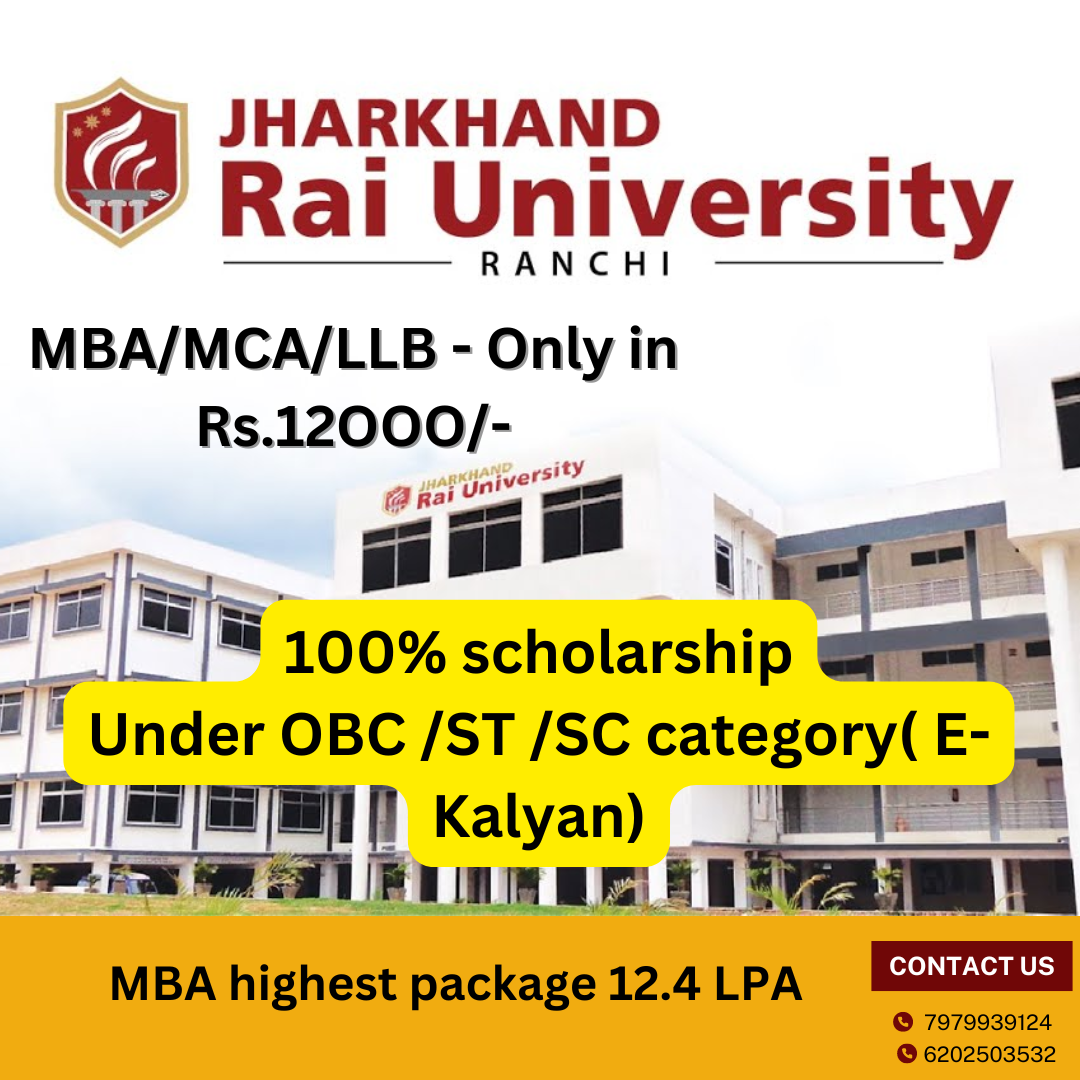 JHARKHAND
Rai University
RANCHI
MBA/MCA/LLB - Only in
Rs.12000/-
JHARKHAND
Rai University
100% scholarship
Under OBC /ST /SC category( E-
Kalyan)
MBA highest package 12.4 LPA
CONTACT US
7979939124
6202503532